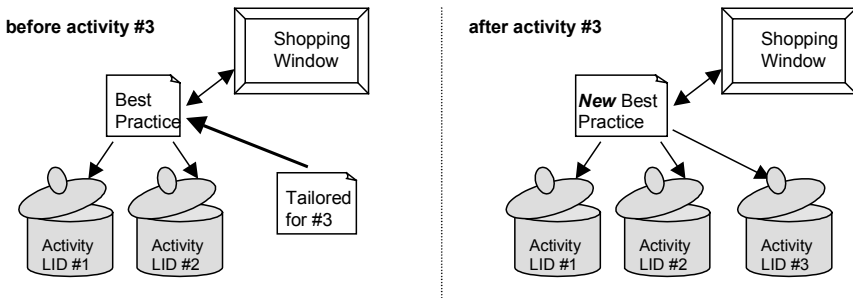 before activity #3
Shopping
Window
Best
Practice
Tailored
for #3
Activity
LID #1
Activity
LID #2
after activity #3
Shopping
Window
New Best
Practice
Activity
LID #1
Activity
LID #2
Activity
LID #3